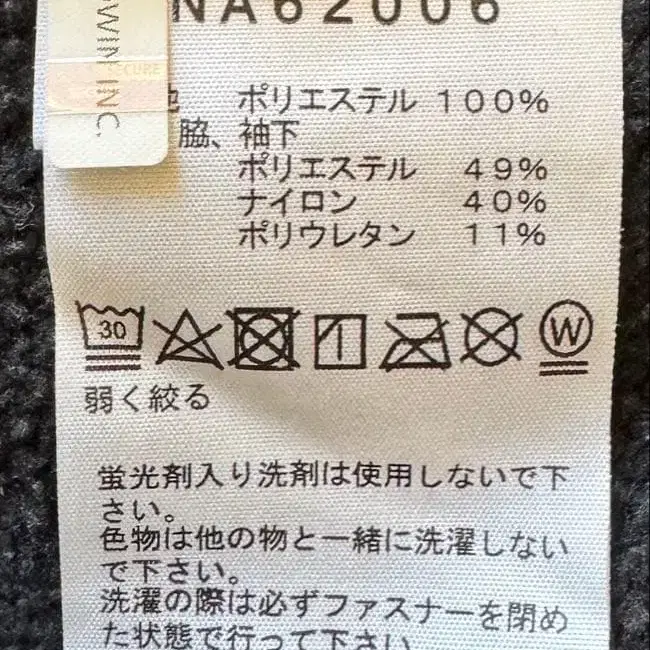 NA62006
CURE
WIN INC.
地 ポリエステル 100%
脇、袖下
ポリエステル 49%
ナイロン 40%
ポリウレタン 11%
30
W
弱く絞る
蛍光剤入り洗剤は使用しないで下
さい。
色物は他の物と一緒に洗濯しない
で下さい。
洗濯の際は必ずファスナーを閉め
た状態で行って下さい